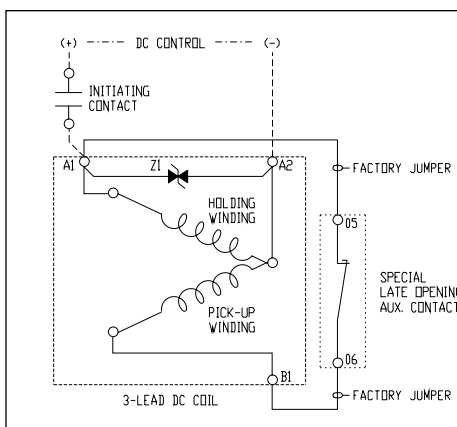 (+) DC CONTROL (-)
INITIATING
CONTACT
A1
Z1
A2
FACTORY JUMPER
HOLDING
WINDING
05
SPECIAL
LATE OPENING
AUX. CONTACT
PICK-UP
WINDING
06
B1
3-LEAD DC COIL
FACTORY JUMPER